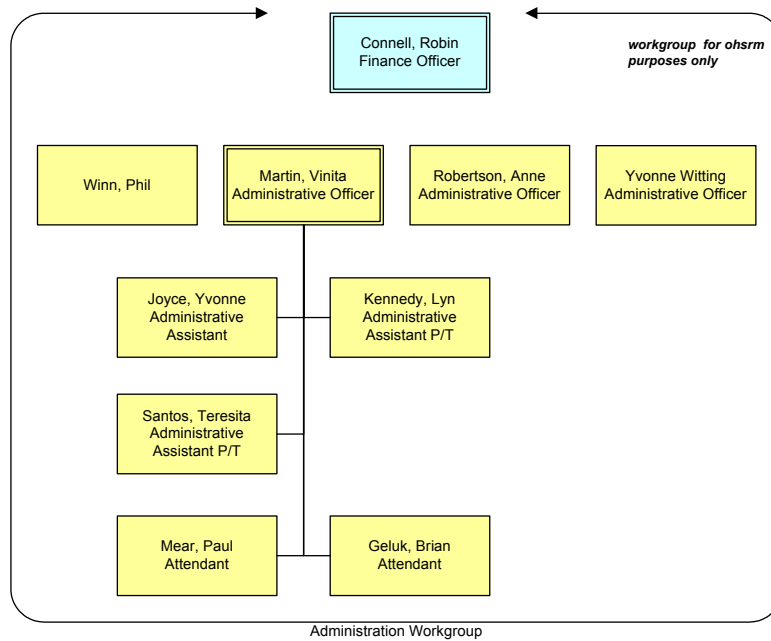 Connell, Robin
Finance Officer
workgroup for ohsrm
purposes only
Winn, Phil
Martin, Vinita
Administrative Officer
Robertson, Anne
Administrative Officer
Yvonne Witting
Administrative Officer
Joyce, Yvonne
Administrative
Assistant
Kennedy, Lyn
Administrative
Assistant P/T
Santos, Teresita
Administrative
Assistant P/T
Mear, Paul
Attendant
Geluk, Brian
Attendant
Administration Workgroup